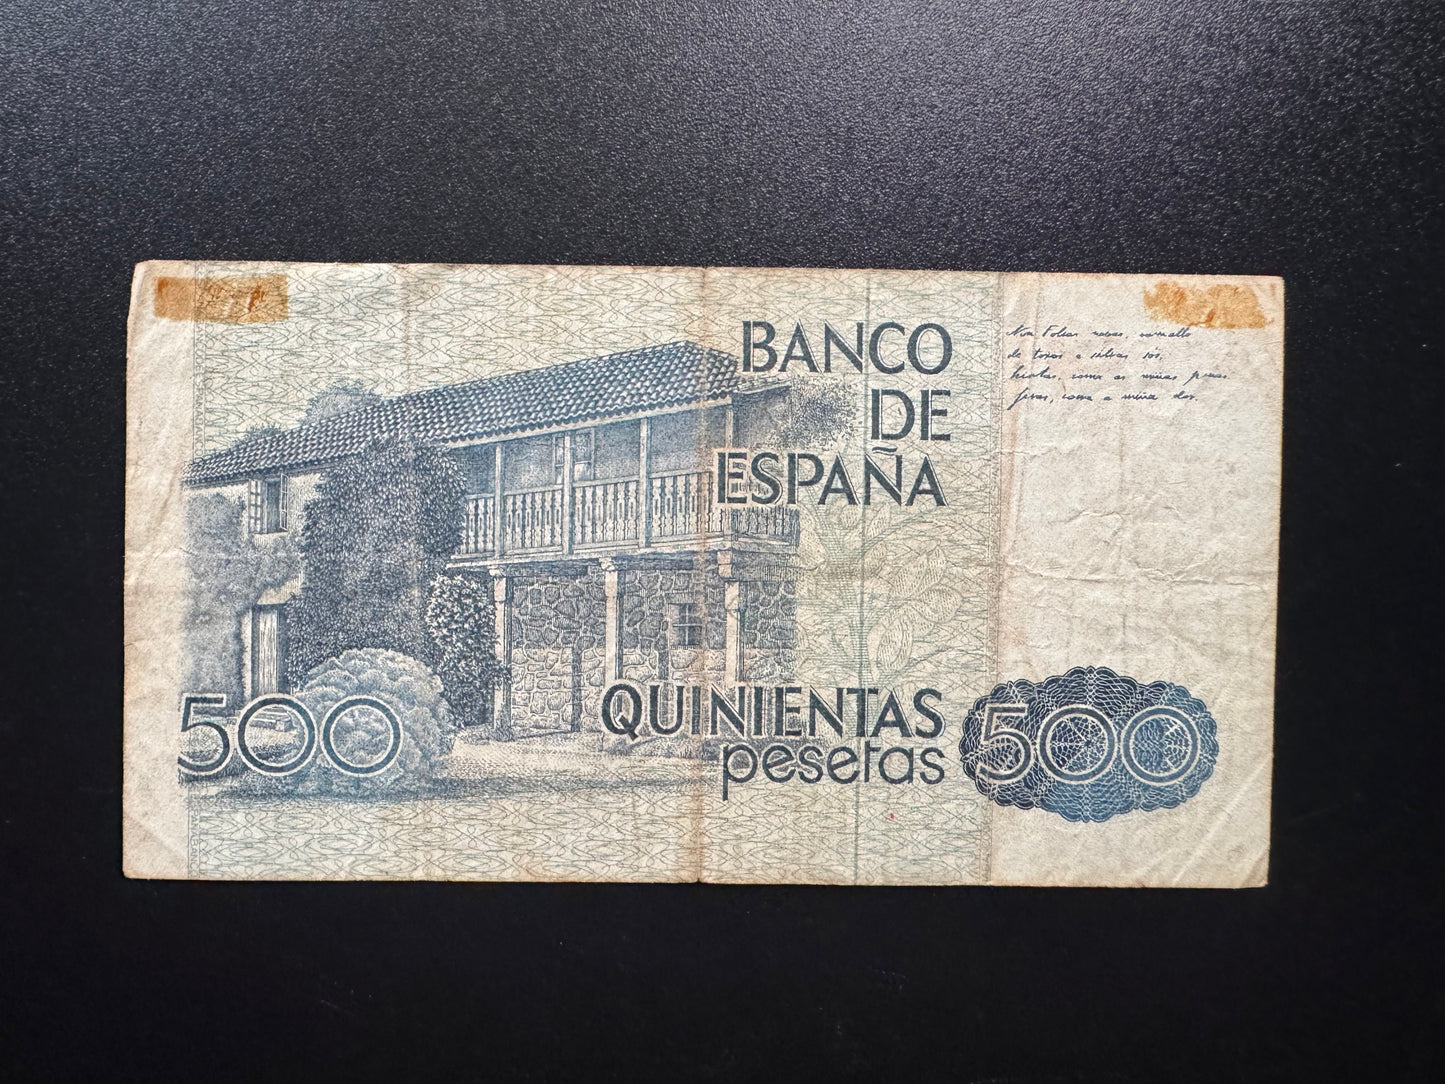 BANCO
DE
ESPAÑA
Non Follas novas, ramallo
de toxos e silvas sós,
hirtas, como as miñas penas
feras, como a miña dor.
500
QUINIENTAS
pesetas
500